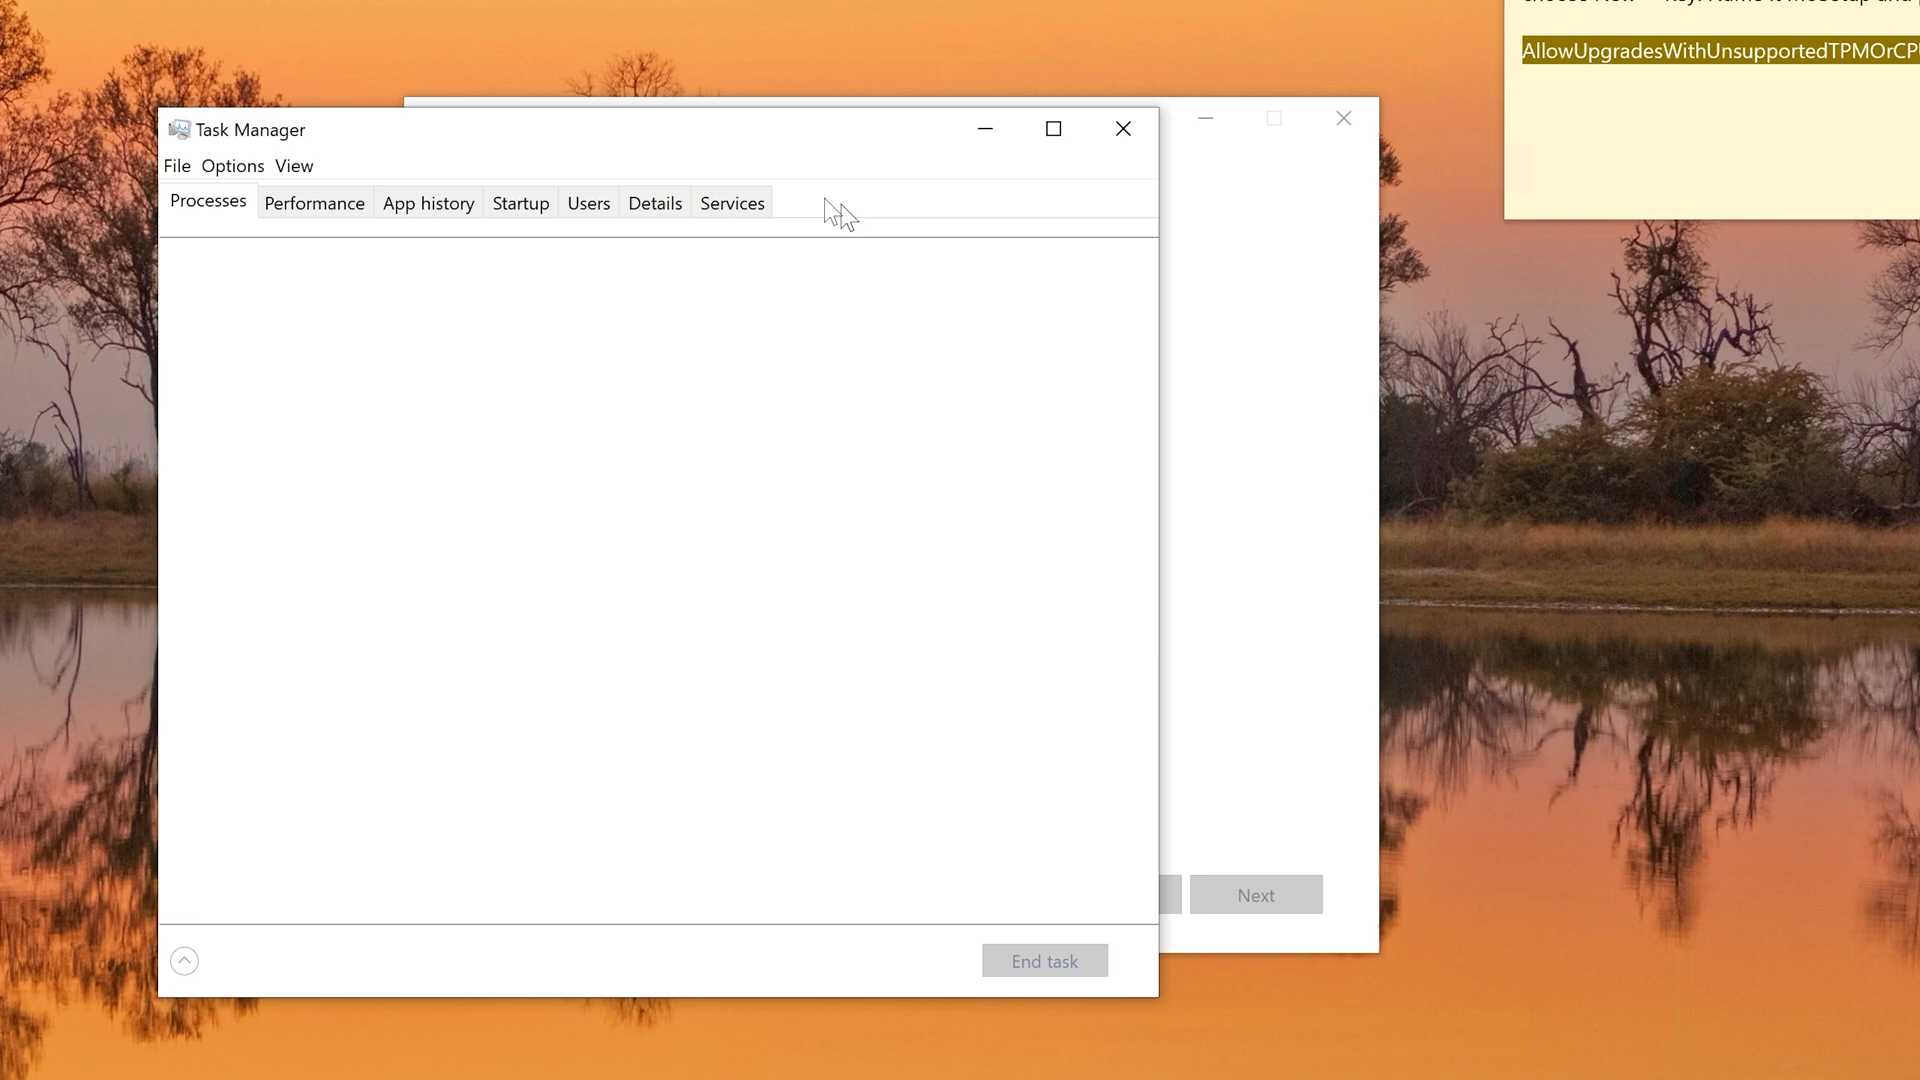 AllowUpgradesWithUnsupportedTPMOrCP
Task Manager
File Options View
Processes Performance App history Startup Users Details Services
Next
End task